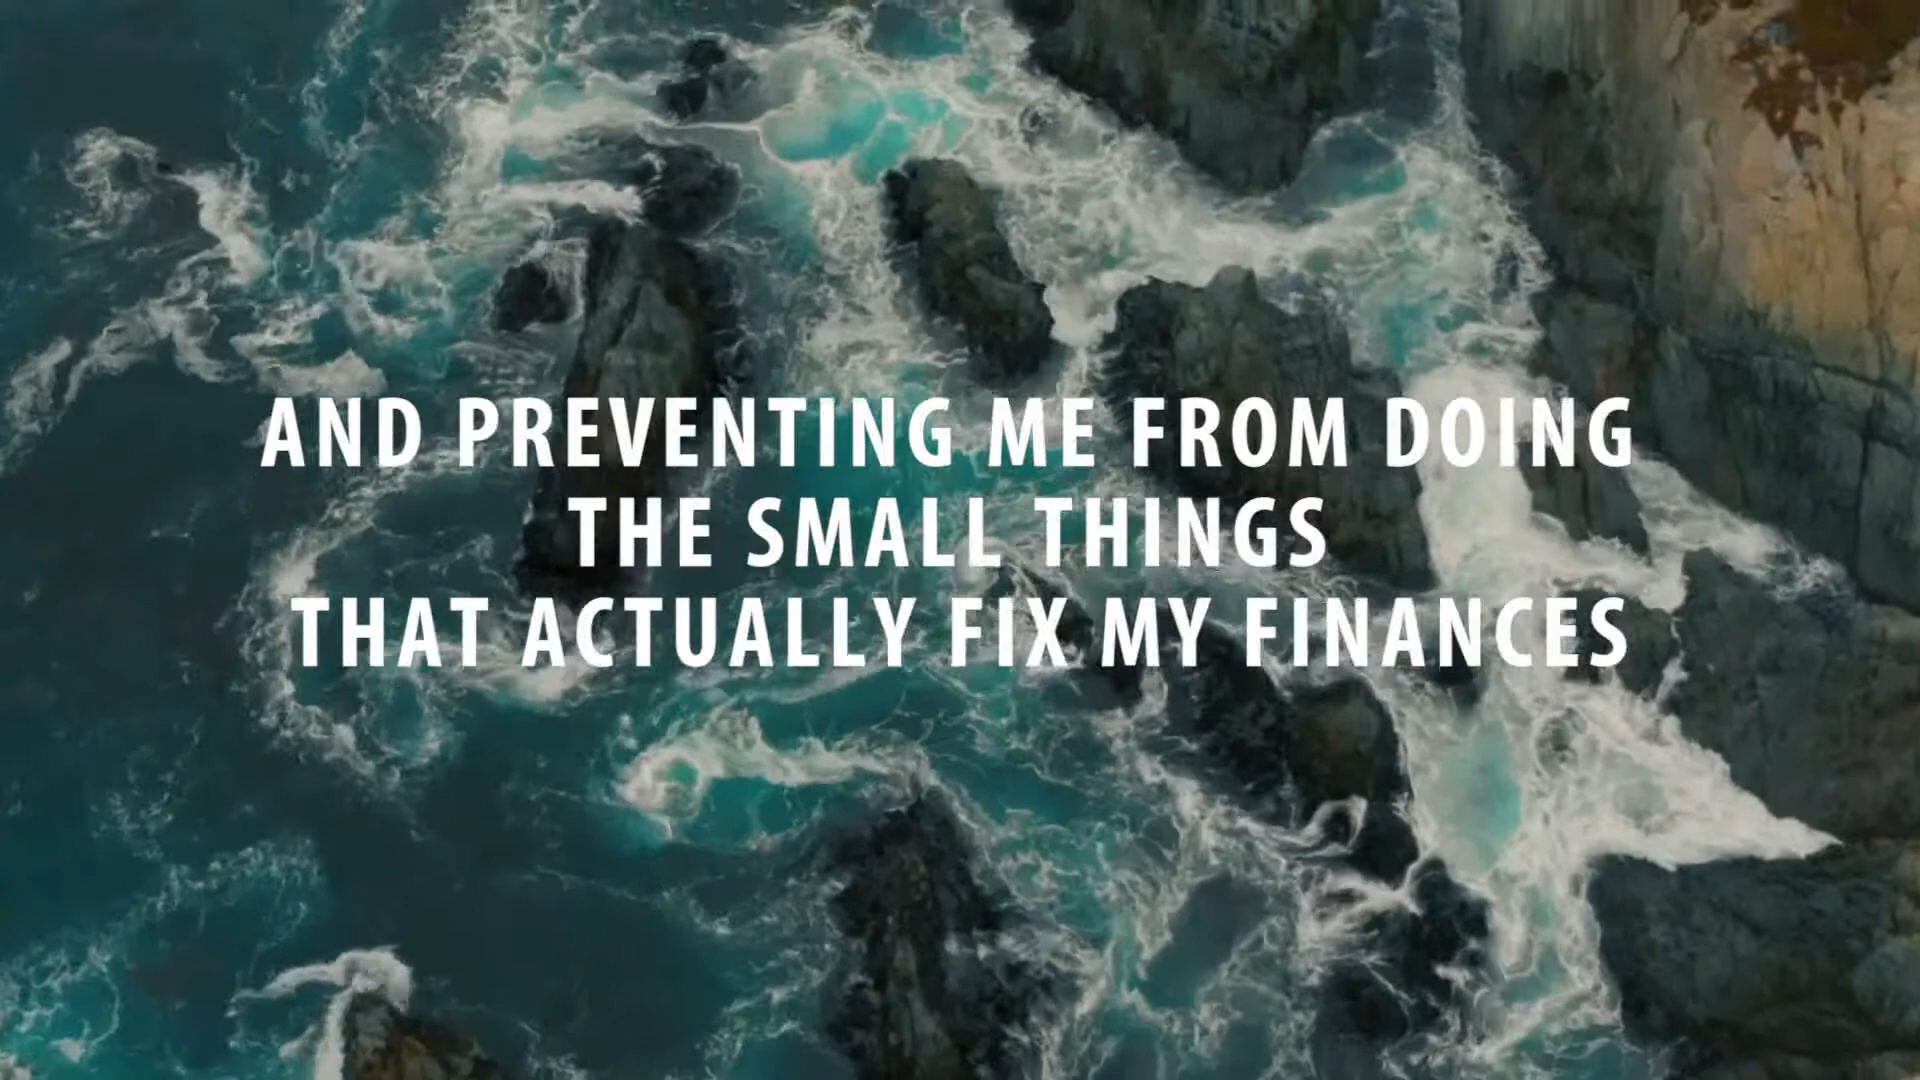 AND PREVENTING ME FROM DOING
THE SMALL THINGS
THAT ACTUALLY FIX MY FINANCES